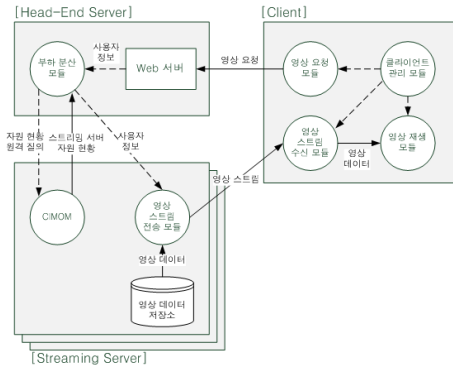 [Head-End Server]
[Client]
부하 분산
모듈
사용자
정보
Web 서버
영상 요청
영상 요청
모듈
클라이언트
관리 모듈
자원 현황
원격 질의
스트리밍 서버
자원 현황
사용자
정보
영상
스트림
수신 모듈
영상
데이터
영상 재생
모듈
영상 스트림
CIMOM
영상
스트림
전송 모듈
영상 데이터
영상 데이터
저장소
[Streaming Server]